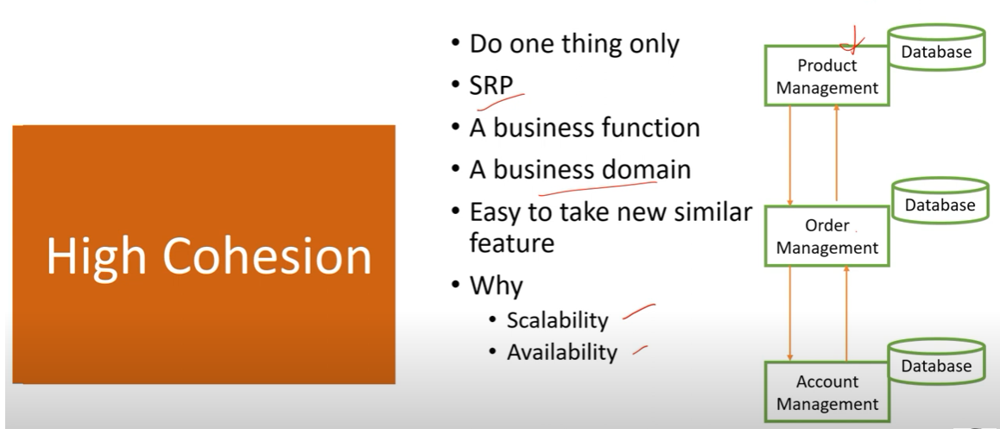 High Cohesion
• Do one thing only
• SRP
• A business function
• A business domain
• Easy to take new similar
feature
• Why
• Scalability
• Availability
Product
Management
Database
Order
Management
Database
Account
Management
Database